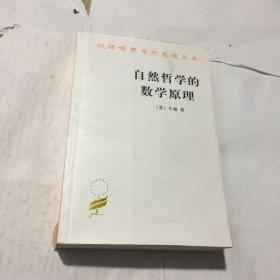 汉译世界学术名著丛书
自然哲学的
数学原理
〔英〕牛顿 著